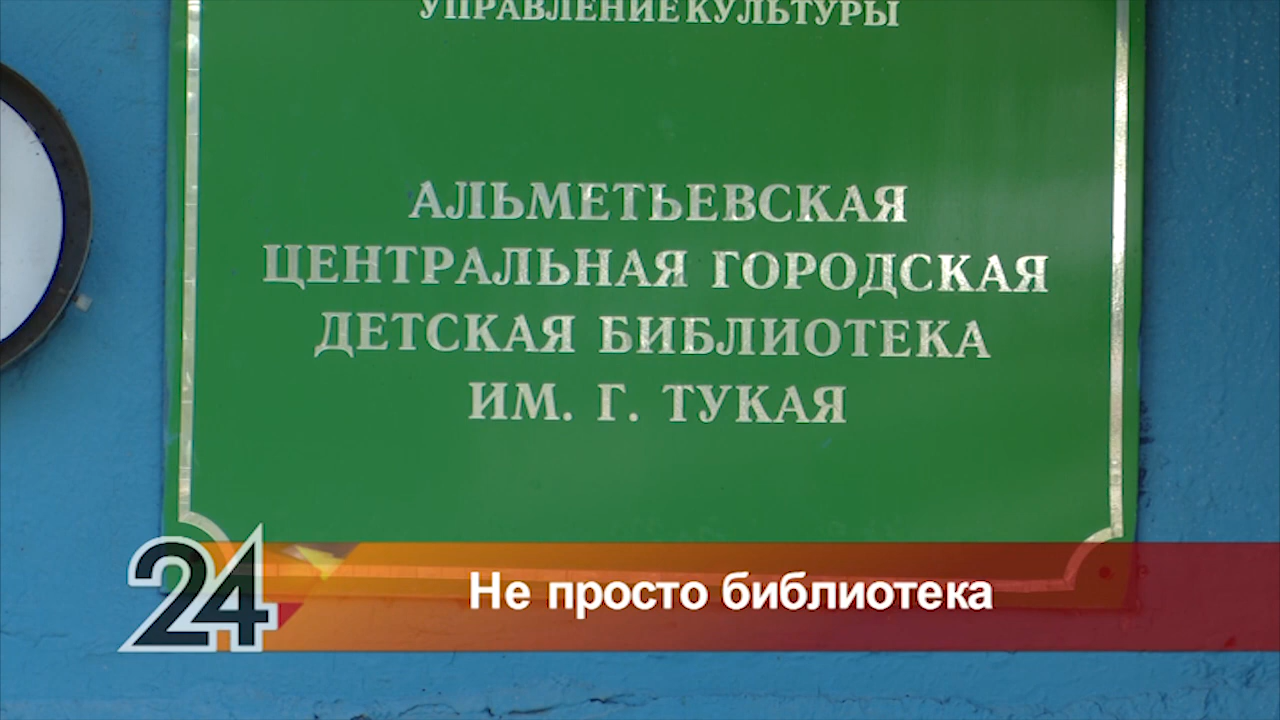 УПРАВЛЕНИЕ КУЛЬТУРЫ
АЛЬМЕТЬЕВСКАЯ
ЦЕНТРАЛЬНАЯ ГОРОДСКАЯ
ДЕТСКАЯ БИБЛИОТЕКА
ИМ. Г. ТУКАЯ
24
Не просто библиотека